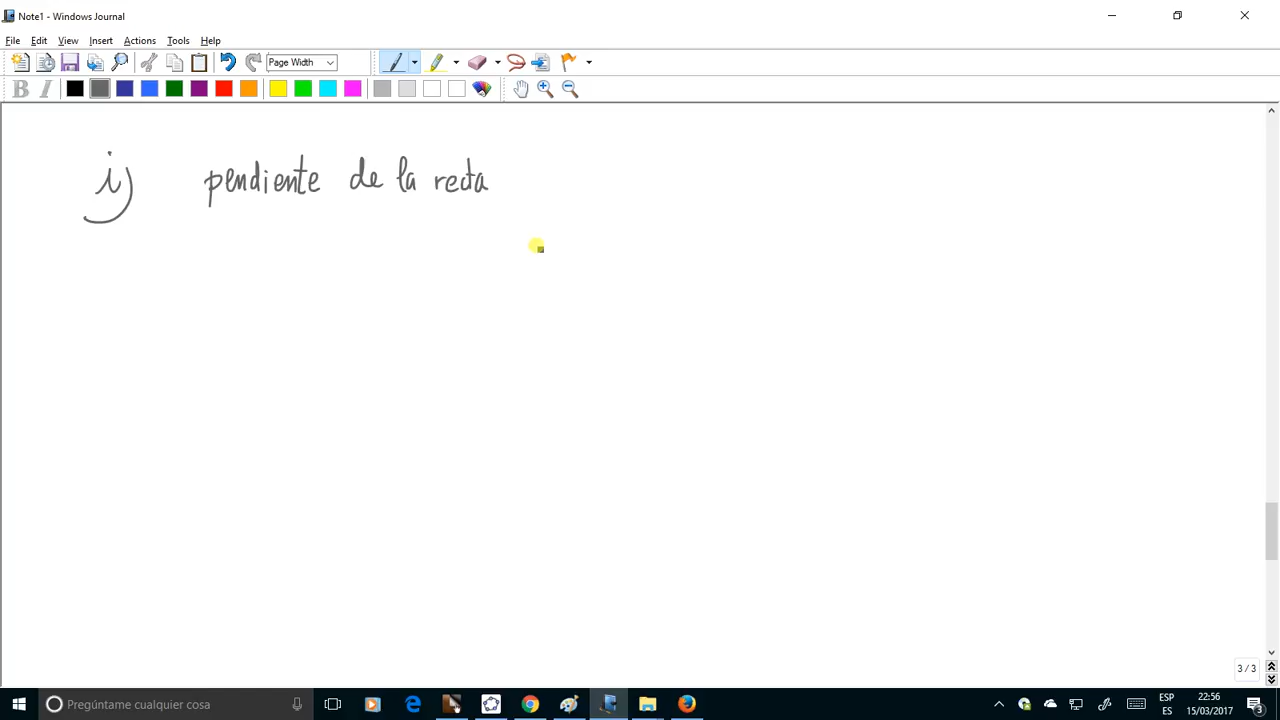 Note1 - Windows Journal
File Edit View Insert Actions Tools Help
Page Width
B I
i) pendiente de la recta
3 / 3
Pregúntame cualquier cosa
ESP 22:56
ES 15/03/2017 3